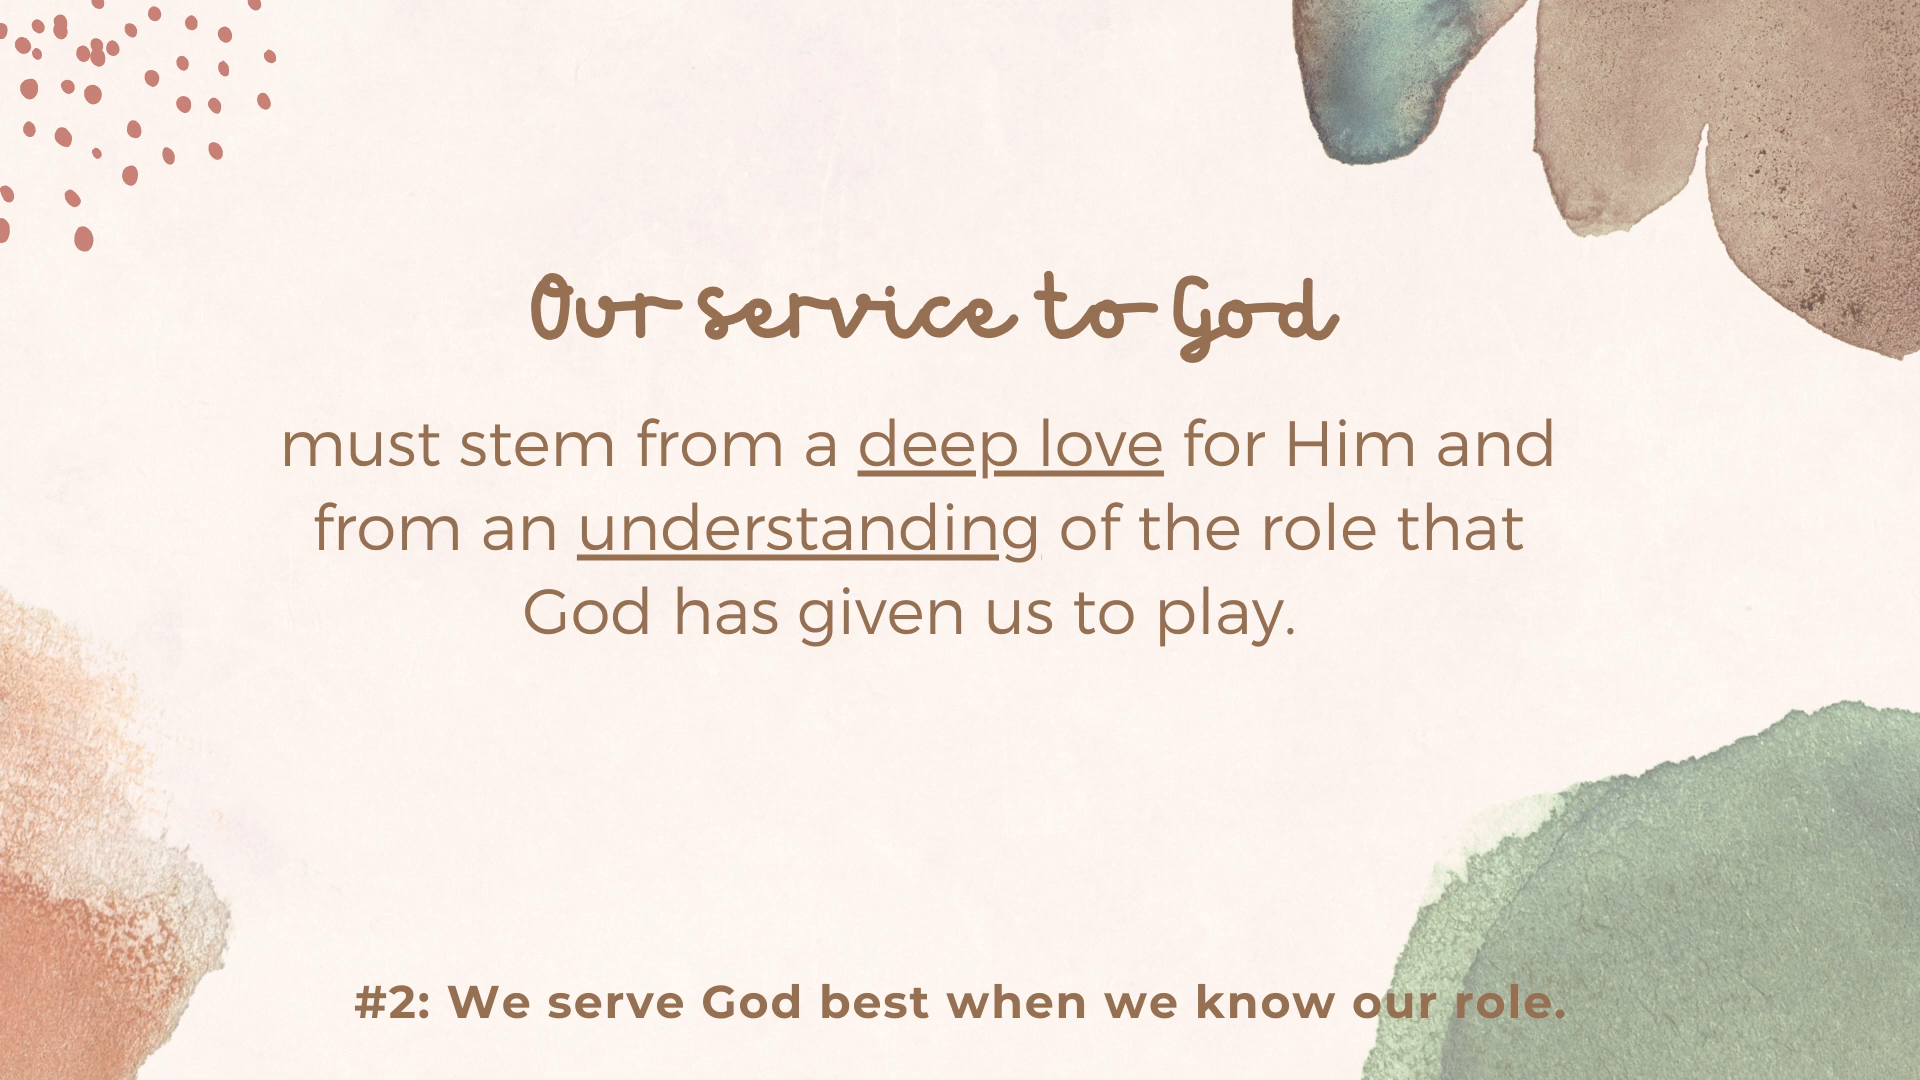 Our service to God
must stem from a deep love for Him and
from an understanding of the role that
God has given us to play.
#2: We serve God best when we know our role.